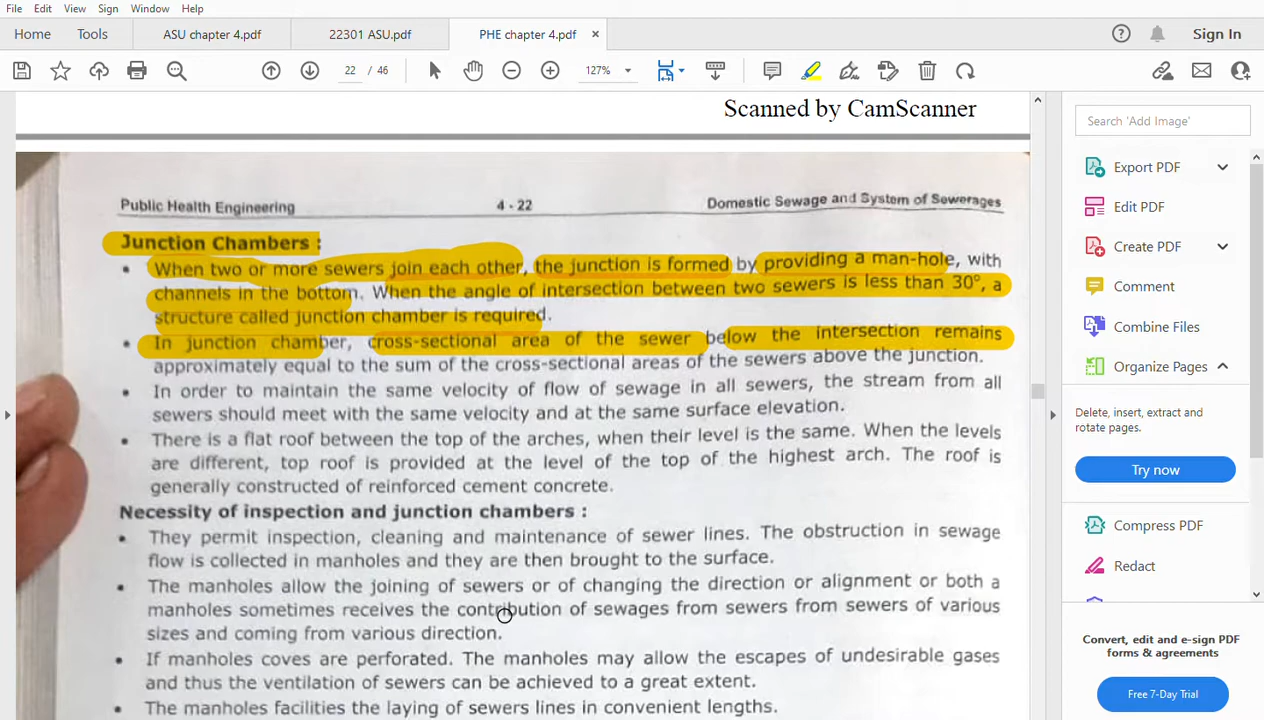 File Edit View Sign Window Help
Home Tools ASU chapter 4.pdf 22301 ASU.pdf PHE chapter 4.pdf × Sign In
22 / 46 127%
Scanned by CamScanner
Public Health Engineering 4 - 22 Domestic Sewage and System of Sewerages
Junction Chambers :
• When two or more sewers join each other, the junction is formed by providing a man-hole, with
channels in the bottom. When the angle of intersection between two sewers is less than 30°, a
structure called junction chamber is required.
• In junction chamber, cross-sectional area of the sewer below the intersection remains
approximately equal to the sum of the cross-sectional areas of the sewers above the junction.
• In order to maintain the same velocity of flow of sewage in all sewers, the stream from all
sewers should meet with the same velocity and at the same surface elevation.
• There is a flat roof between the top of the arches, when their level is the same. When the levels
are different, top roof is provided at the level of the top of the highest arch. The roof is
generally constructed of reinforced cement concrete.
Necessity of inspection and junction chambers :
• They permit inspection, cleaning and maintenance of sewer lines. The obstruction in sewage
flow is collected in manholes and they are then brought to the surface.
• The manholes allow the joining of sewers or of changing the direction or alignment or both a
manholes sometimes receives the contribution of sewages from sewers from sewers of various
sizes and coming from various direction.
• If manholes coves are perforated. The manholes may allow the escapes of undesirable gases
and thus the ventilation of sewers can be achieved to a great extent.
• The manholes facilities the laying of sewers lines in convenient lengths.
Search 'Add Image'
Export PDF
Edit PDF
Create PDF
Comment
Combine Files
Organize Pages
Delete, insert, extract and
rotate pages.
Try now
Compress PDF
Redact
Convert, edit and e-sign PDF
forms & agreements
Free 7-Day Trial